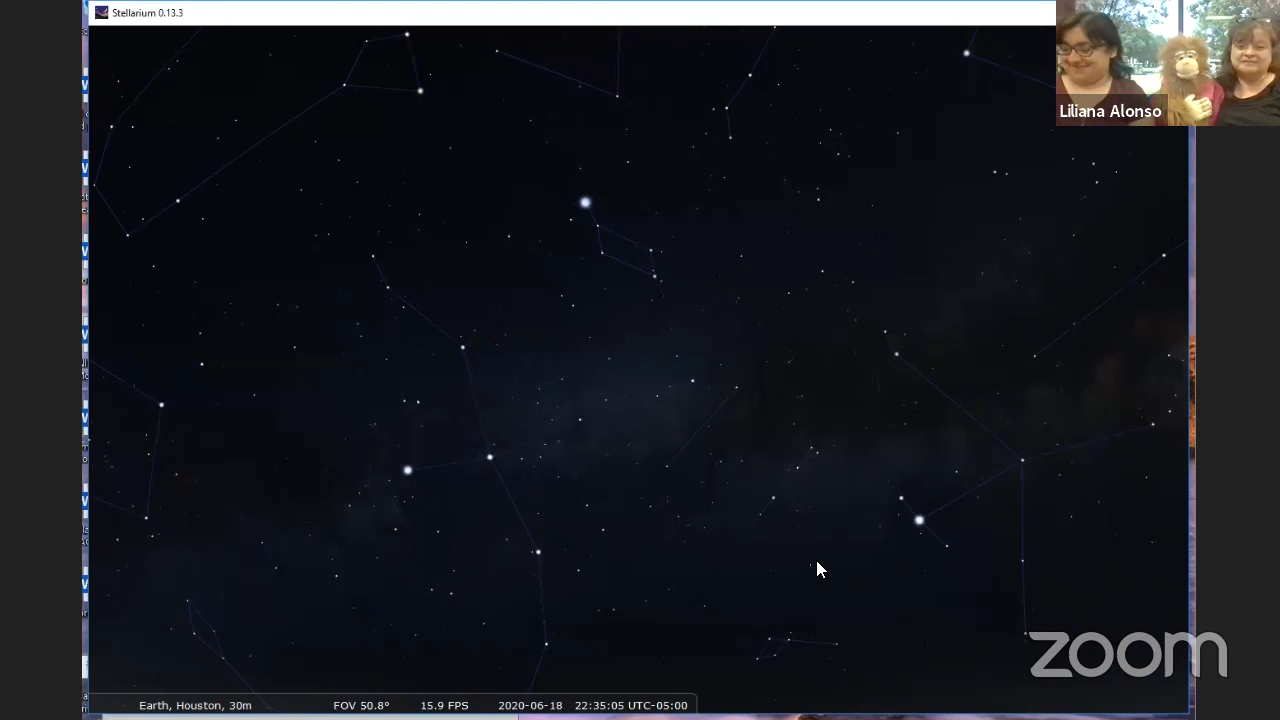 Stellarium 0.13.3
Liliana Alonso
zoom
Earth, Houston, 30m FOV 50.8° 15.9 FPS 2020-06-18 22:35:05 UTC-05:00